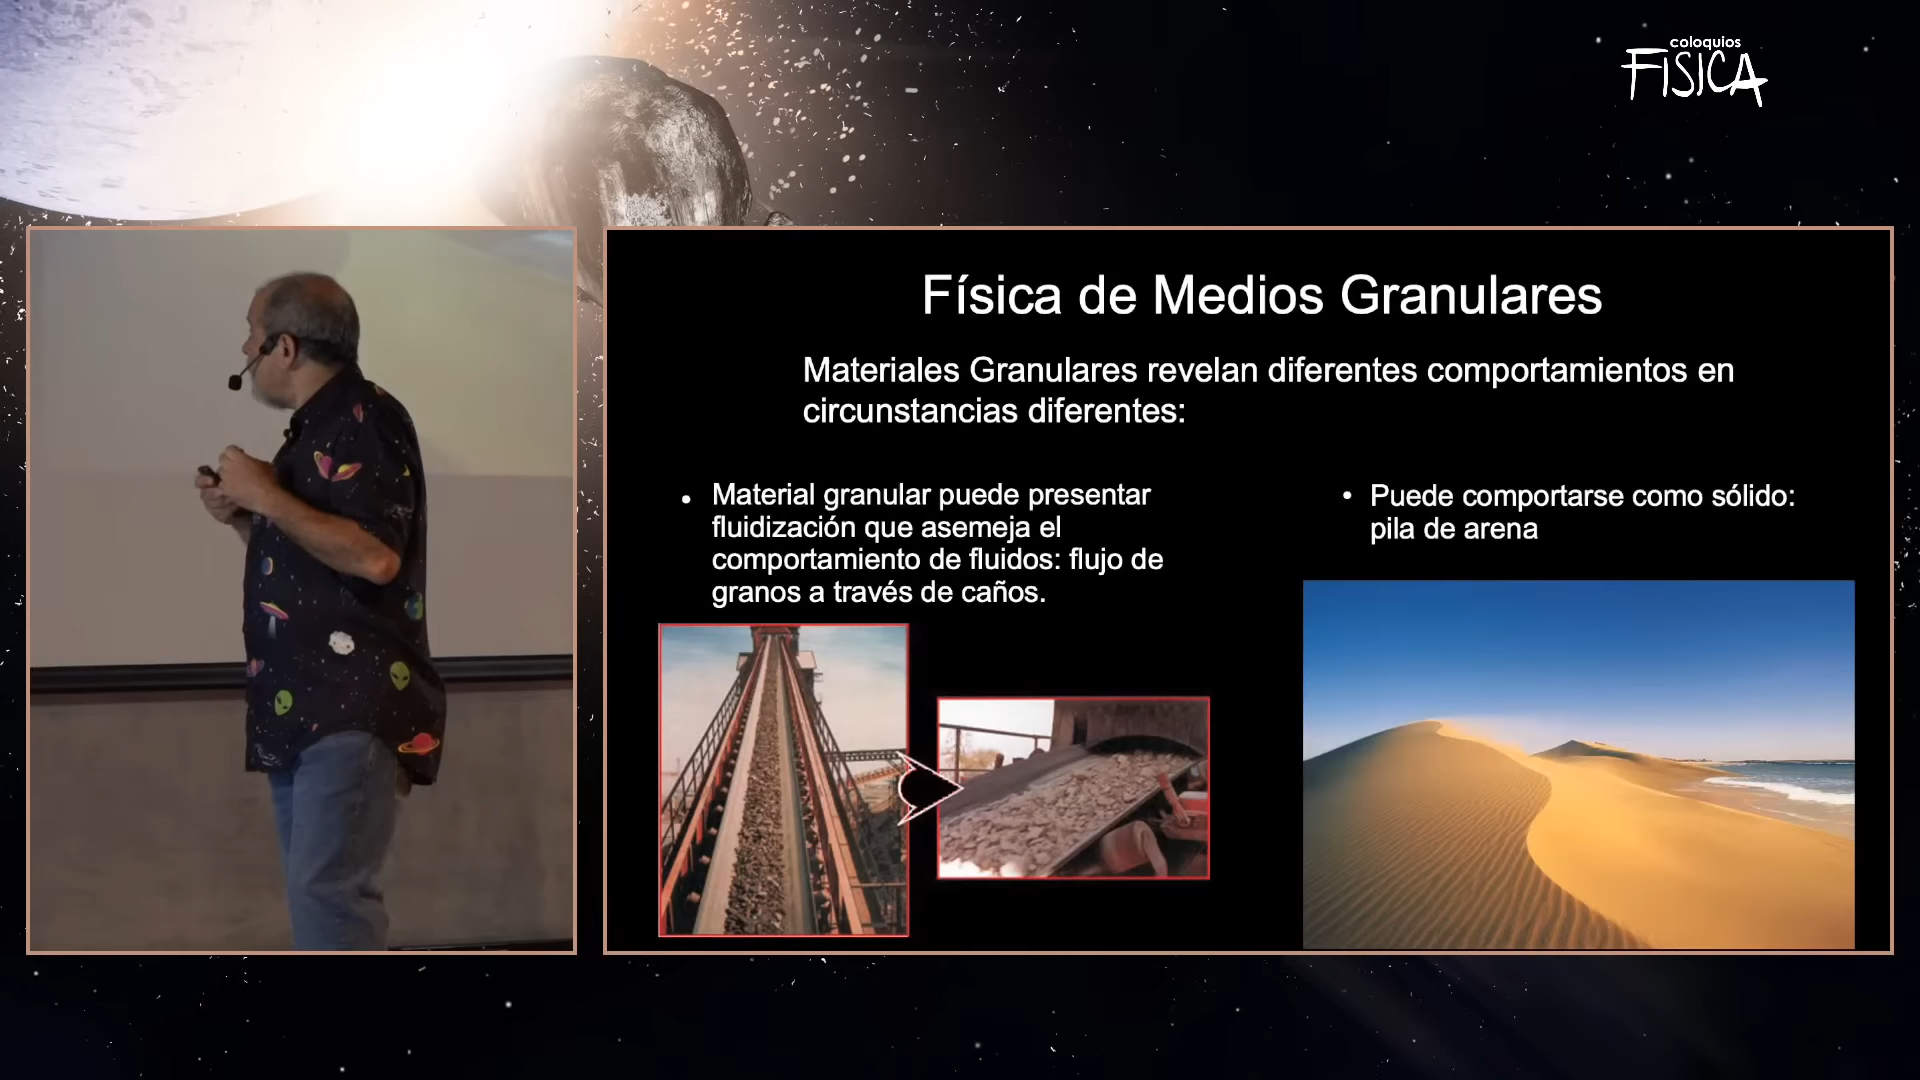 coloquios
FISICA
Física de Medios Granulares
Materiales Granulares revelan diferentes comportamientos en
circunstancias diferentes:
• Material granular puede presentar
fluidización que asemeja el
comportamiento de fluidos: flujo de
granos a través de caños.
• Puede comportarse como sólido:
pila de arena